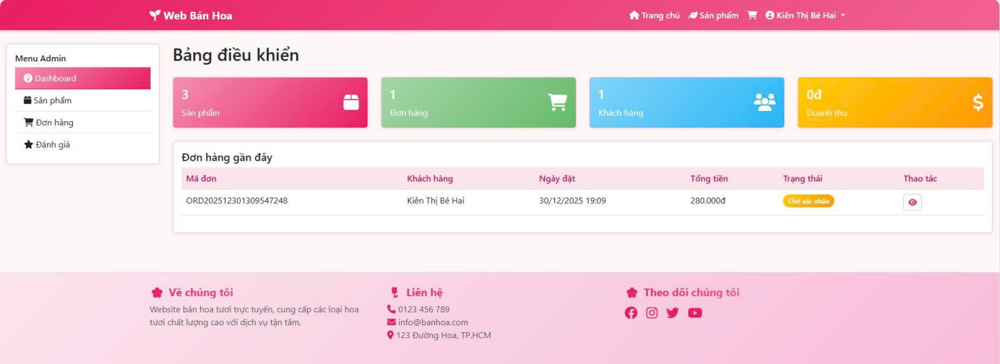 Web Bán Hoa
Trang chủ Sản phẩm Kiên Thị Bé Hai
Menu Admin
Dashboard
Sản phẩm
Đơn hàng
Đánh giá
Bảng điều khiển
3
Sản phẩm
1
Đơn hàng
1
Khách hàng
0đ
Doanh thu
Đơn hàng gần đây
Mã đơn Khách hàng Ngày đặt Tổng tiền Trạng thái Thao tác
ORD202512301309547248 Kiên Thị Bé Hai 30/12/2025 19:09 280.000đ Chờ xác nhận
Về chúng tôi
Website bán hoa tươi trực tuyến, cung cấp các loại hoa
tươi chất lượng cao với dịch vụ tận tâm.
Liên hệ
0123 456 789
info@banhoa.com
123 Đường Hoa, TP.HCM
Theo dõi chúng tôi